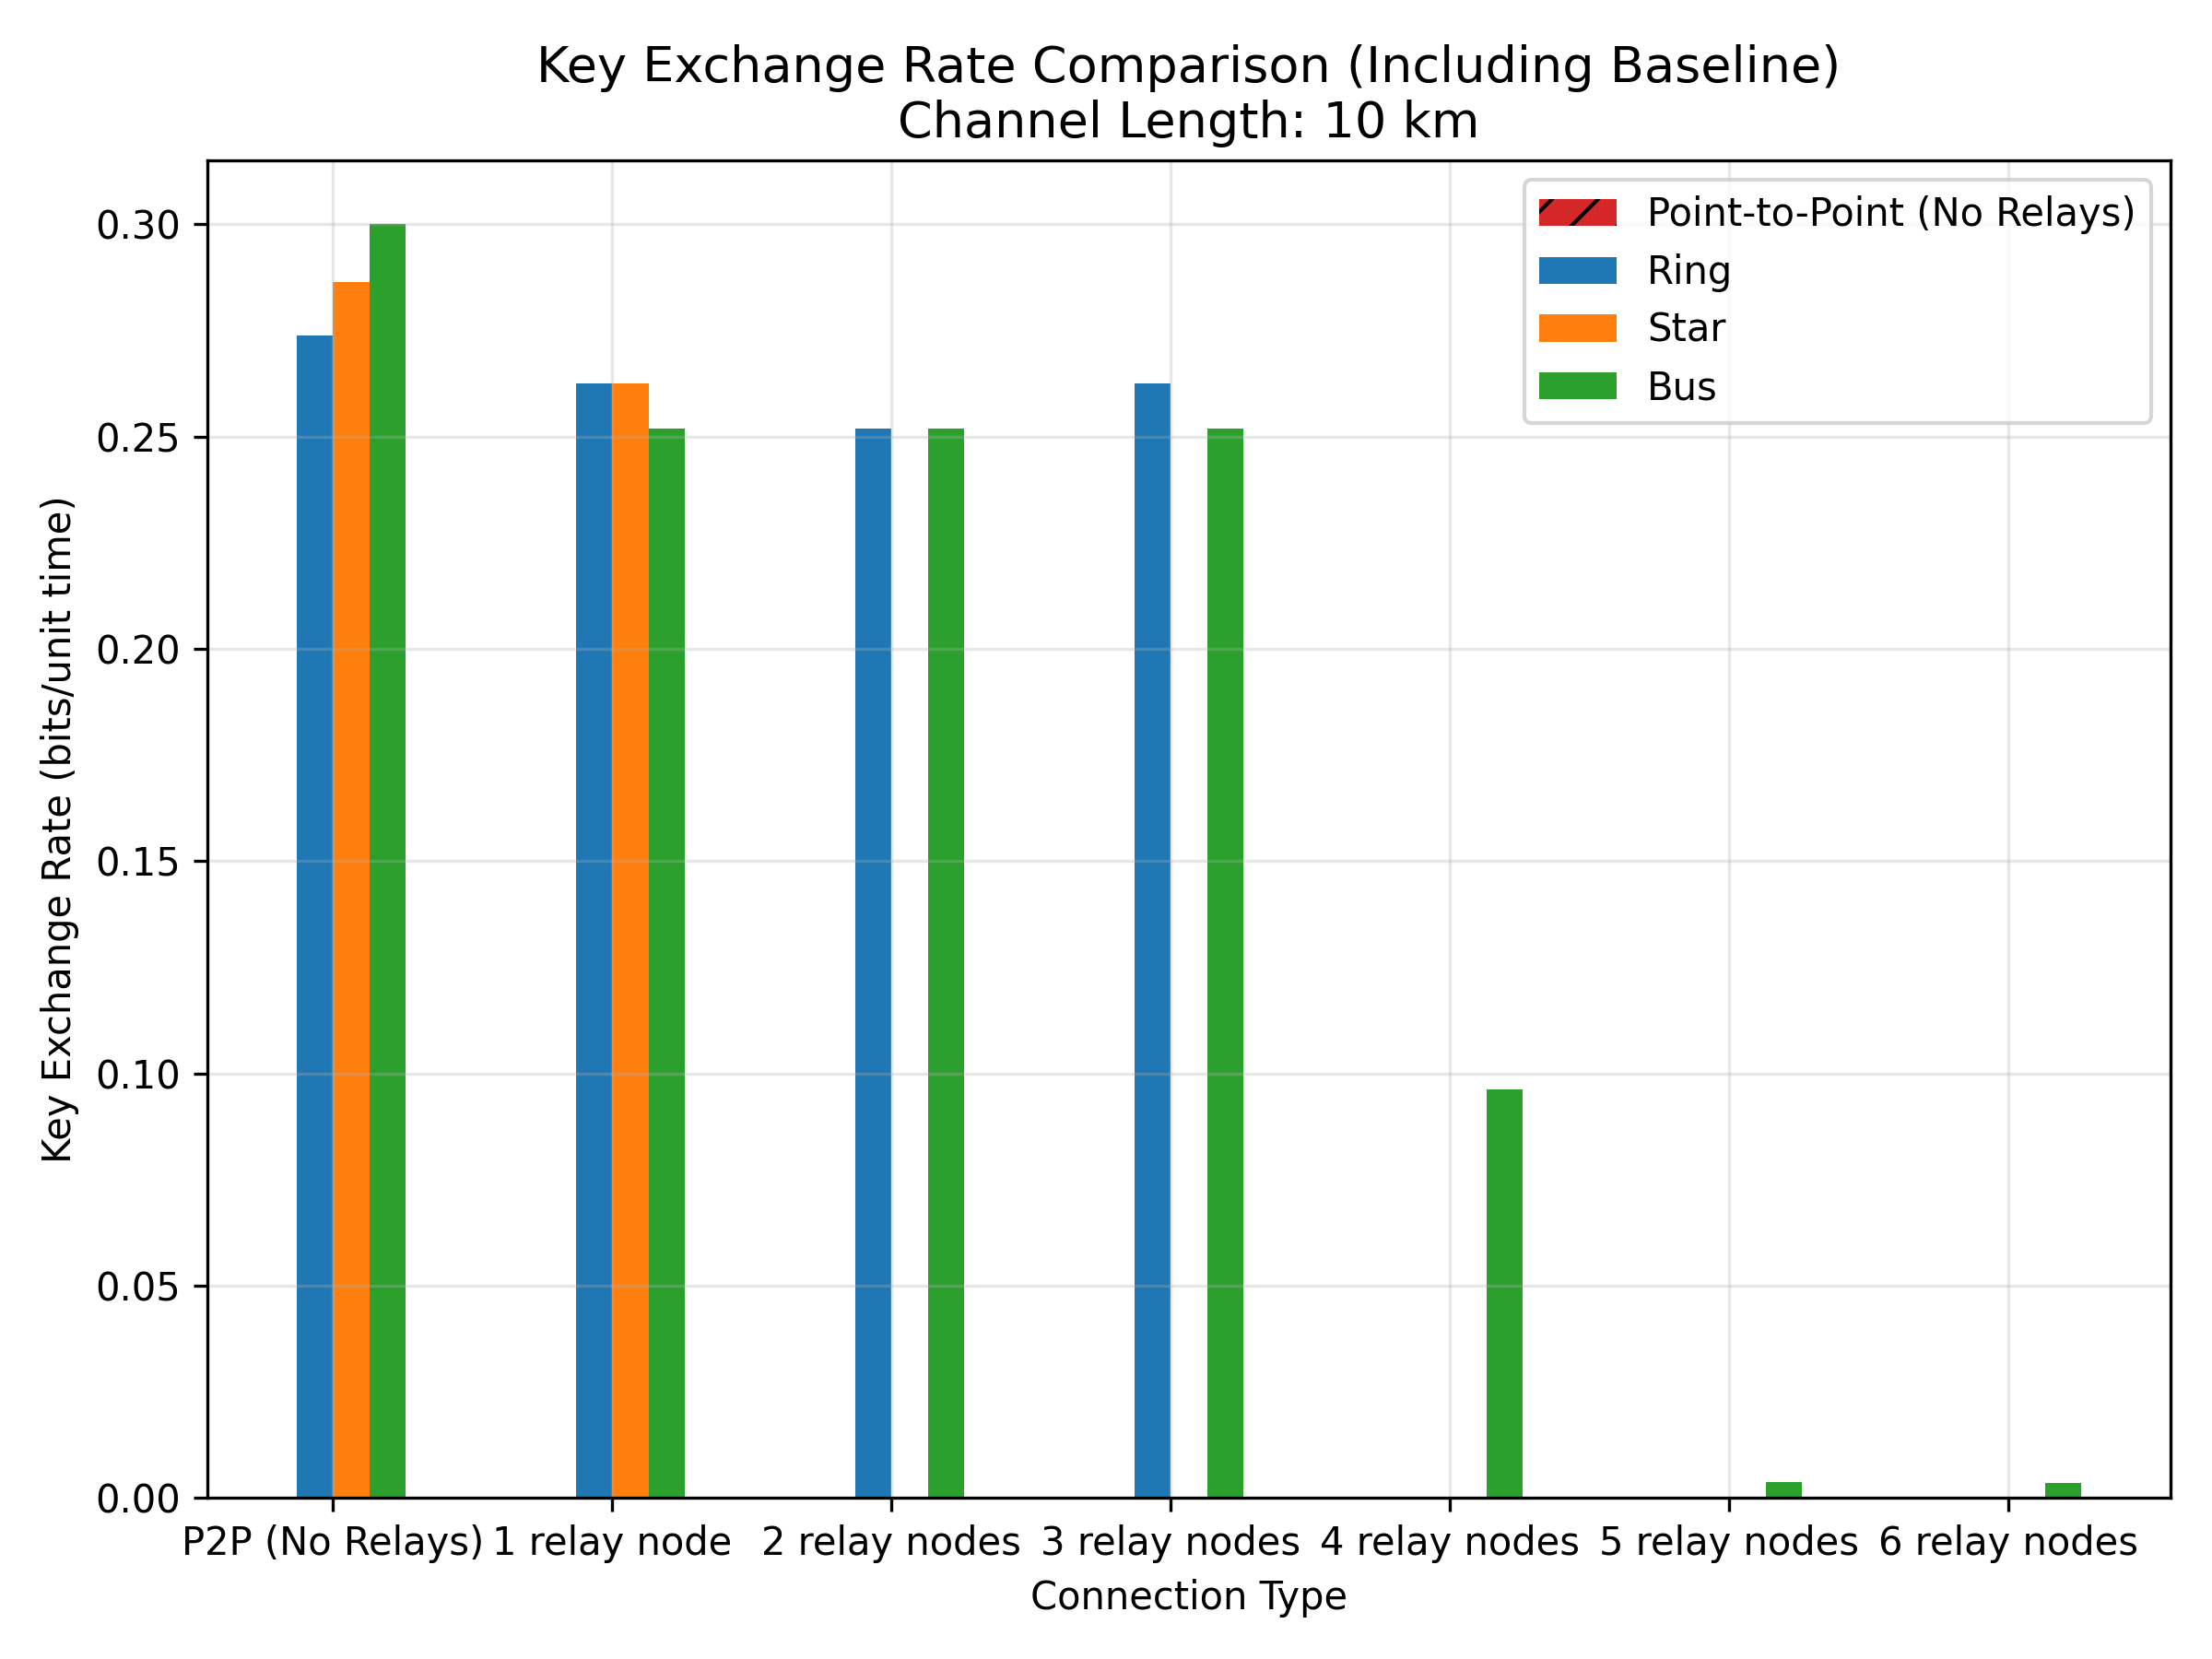 Key Exchange Rate Comparison (Including Baseline)
Channel Length: 10 km
Point-to-Point (No Relays)
Ring
Star
Bus
Key Exchange Rate (bits/unit time)
0.30
0.25
0.20
0.15
0.10
0.05
0.00
P2P (No Relays) 1 relay node 2 relay nodes 3 relay nodes 4 relay nodes 5 relay nodes 6 relay nodes
Connection Type